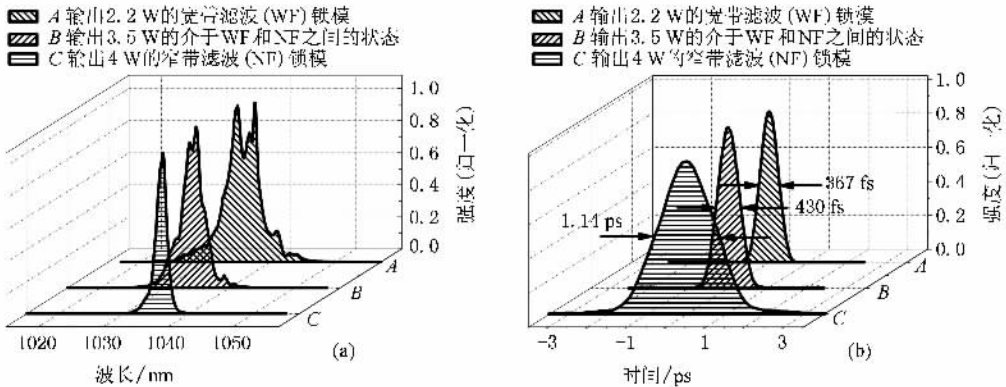 A 输出2.2 W的宽带滤波(WF)锁模
B 输出3.5 W的介于WF和NF之间的状态
C 输出4 W的窄带滤波(NF)锁模
1.0
0.8
0.6
0.4
0.2
0.0
强度(归一化)
A
B
C
1020 1030 1040 1050
波长/nm
(a)
A 输出2.2 W的宽带滤波(WF)锁模
B 输出3.5 W的介于WF和NF之间的状态
C 输出4 W的窄带滤波(NF)锁模
1.0
0.8
0.6
0.4
0.2
0.0
强度(归一化)
367 fs
430 fs
1.14 ps
A
B
C
-3 -1 1 3
时间/ps
(b)